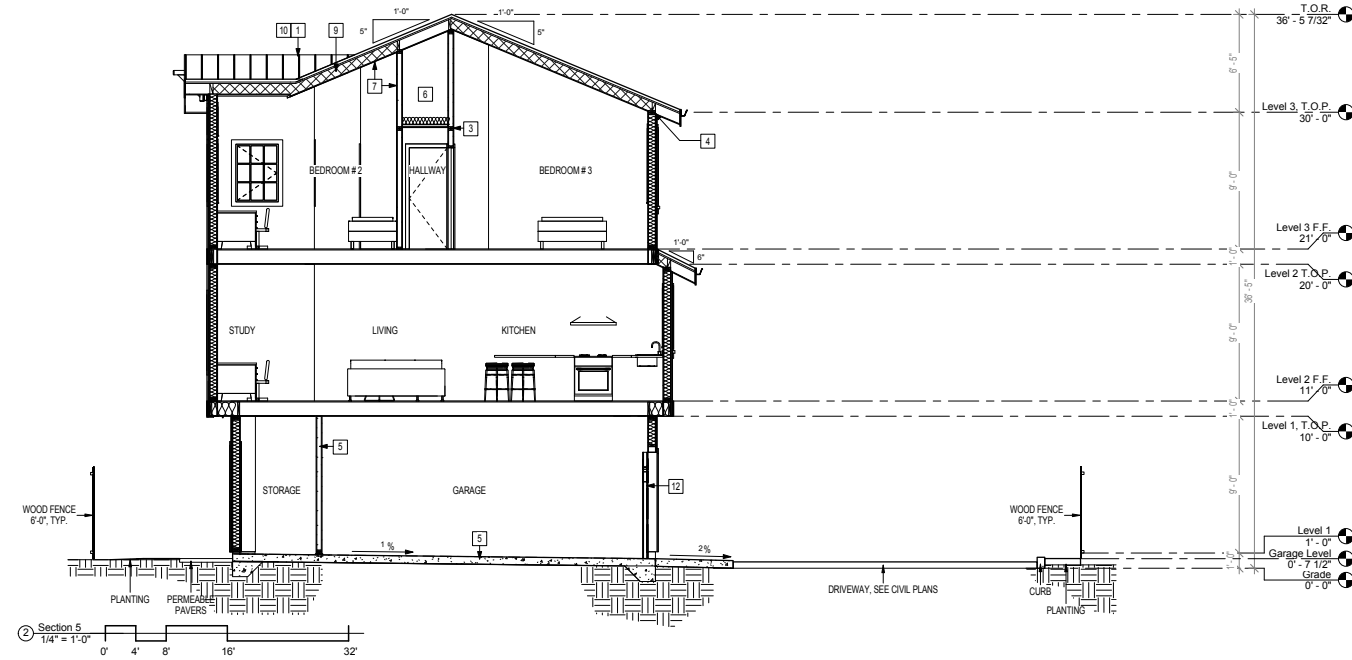 T.O.R.
36' - 5 7/32"
1'-0"
1'-0"
5"
5"
10 1
9
7
6
3
4
6' - 5"
Level 3, T.O.P.
30' - 0"
BEDROOM # 2
HALLWAY
BEDROOM # 3
9' - 0"
Level 3 F.F.
21' 0"
1'-0"
6"
1' - 0"
Level 2 T.O.P.
20' - 0"
36' - 5"
STUDY
LIVING
KITCHEN
9' - 0"
Level 2 F.F.
11' 0"
1' - 0"
Level 1, T.O.P.
10' - 0"
5
STORAGE
GARAGE
12
9' - 0"
WOOD FENCE
6'-0", TYP.
WOOD FENCE
6'-0", TYP.
5
1 %
2%
Level 1
1' - 0"
1'-0"
Garage Level
0' - 7 1/2"
Grade
0' - 0"
PLANTING
PERMEABLE
PAVERS
DRIVEWAY, SEE CIVIL PLANS
CURB
PLANTING
2
Section 5
1/4" = 1'-0"
0' 4' 8' 16' 32'